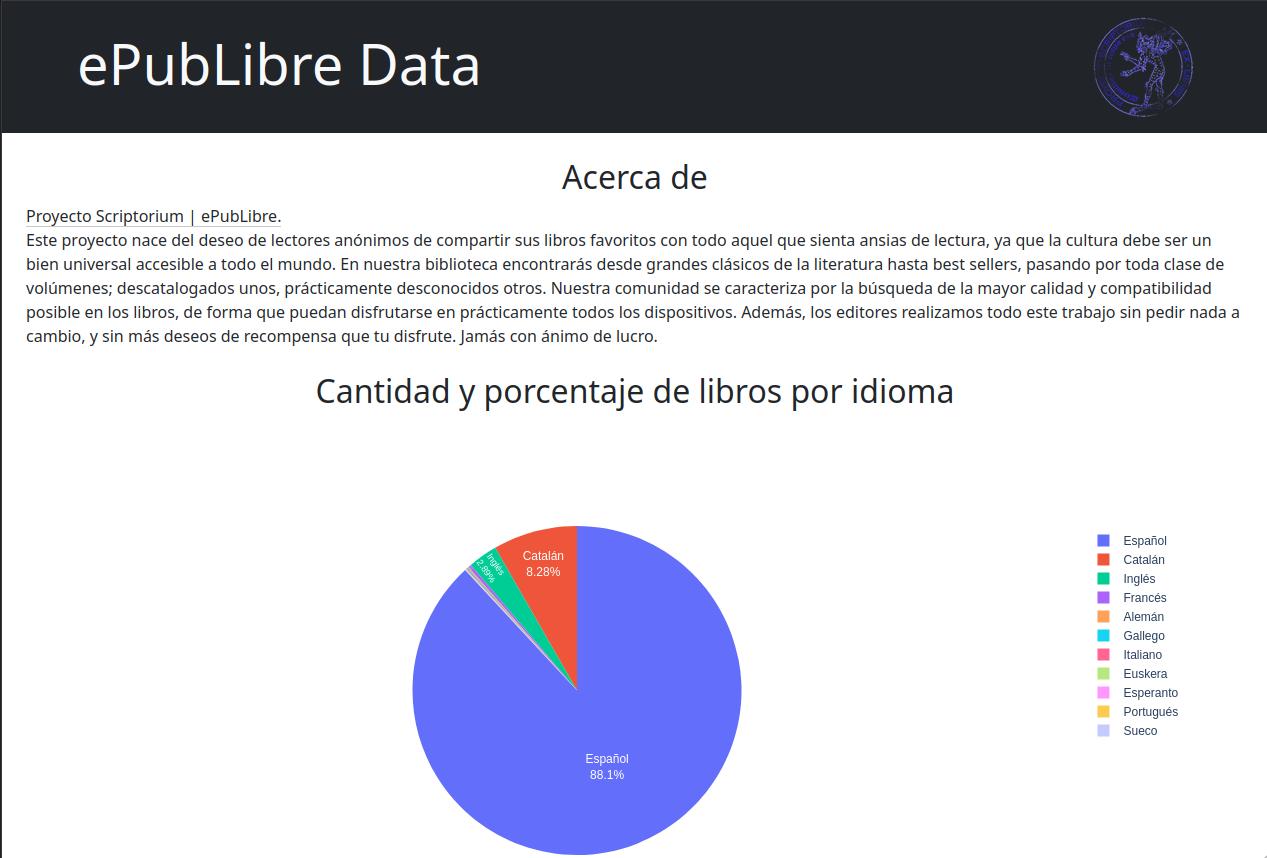 ePubLibre Data
Acerca de
Proyecto Scriptorium | ePubLibre.
Este proyecto nace del deseo de lectores anónimos de compartir sus libros favoritos con todo aquel que sienta ansias de lectura, ya que la cultura debe ser un
bien universal accesible a todo el mundo. En nuestra biblioteca encontrarás desde grandes clásicos de la literatura hasta best sellers, pasando por toda clase de
volúmenes; descatalogados unos, prácticamente desconocidos otros. Nuestra comunidad se caracteriza por la búsqueda de la mayor calidad y compatibilidad
posible en los libros, de forma que puedan disfrutarse en prácticamente todos los dispositivos. Además, los editores realizamos todo este trabajo sin pedir nada a
cambio, y sin más deseos de recompensa que tu disfrute. Jamás con ánimo de lucro.
Cantidad y porcentaje de libros por idioma
Catalán
8.28%
Inglés
2.89%
Español
88.1%
Español
Catalán
Inglés
Francés
Alemán
Gallego
Italiano
Euskera
Esperanto
Portugués
Sueco